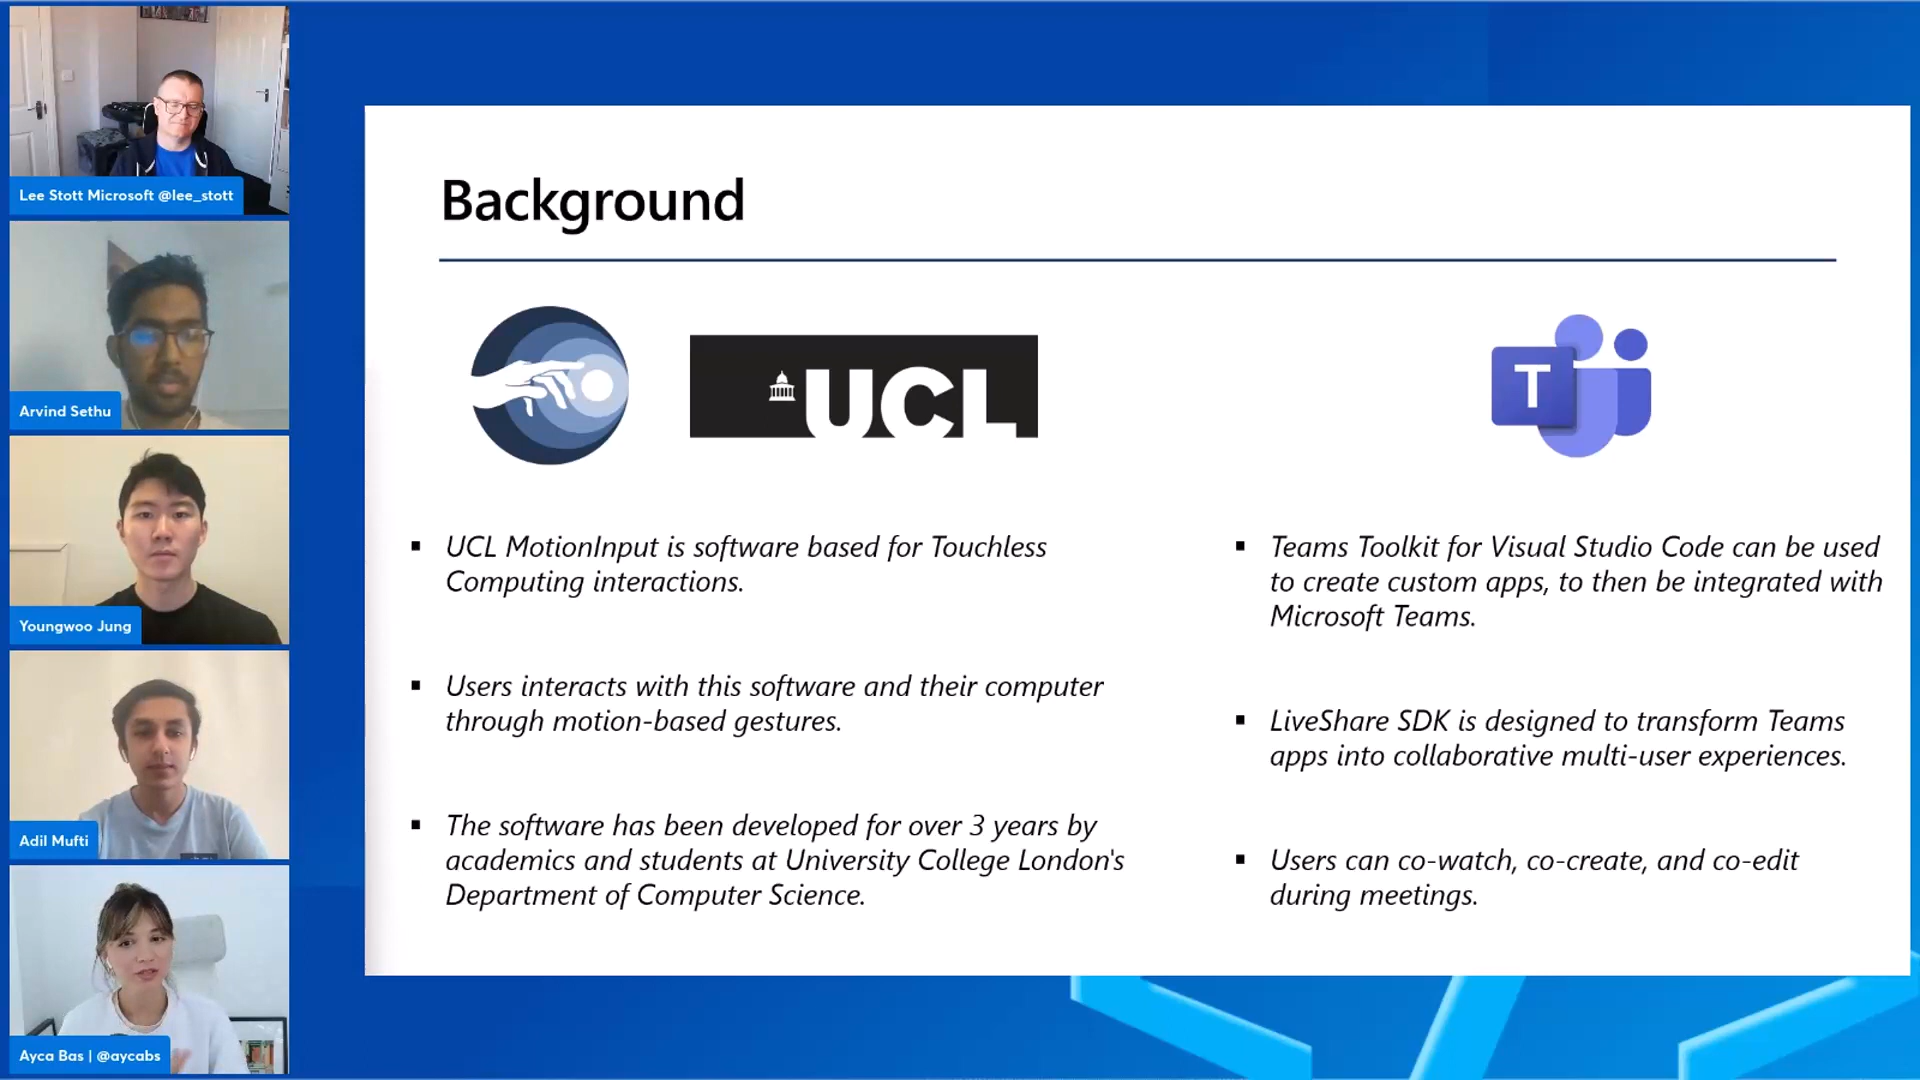 Lee Stott Microsoft @lee_stott
Arvind Sethu
Youngwoo Jung
Adil Mufti
Ayca Bas | @aycabs
Background
UCL
T
▪ UCL MotionInput is software based for Touchless
Computing interactions.
▪ Users interacts with this software and their computer
through motion-based gestures.
▪ The software has been developed for over 3 years by
academics and students at University College London's
Department of Computer Science.
▪ Teams Toolkit for Visual Studio Code can be used
to create custom apps, to then be integrated with
Microsoft Teams.
▪ LiveShare SDK is designed to transform Teams
apps into collaborative multi-user experiences.
▪ Users can co-watch, co-create, and co-edit
during meetings.